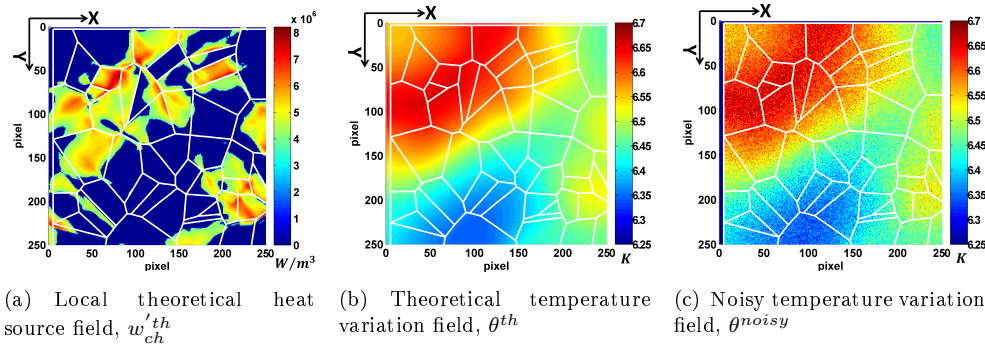 X
Y
x 10⁶
0
50
100
150
200
250
pixel
0 50 100 150 200 250
pixel
8
7
6
5
4
3
2
1
0
W/m³
X
Y
0
50
100
150
200
250
pixel
0 50 100 150 200 250
pixel
6.7
6.65
6.6
6.55
6.5
6.45
6.4
6.35
6.3
6.25
K
X
Y
0
50
100
150
200
250
pixel
0 50 100 150 200 250
pixel
6.7
6.65
6.6
6.55
6.5
6.45
6.4
6.35
6.3
6.25
K
(a) Local theoretical heat
source field, w'ᵗʰ_ch
(b) Theoretical temperature
variation field, θᵗʰ
(c) Noisy temperature variation
field, θⁿᵒⁱˢʸ